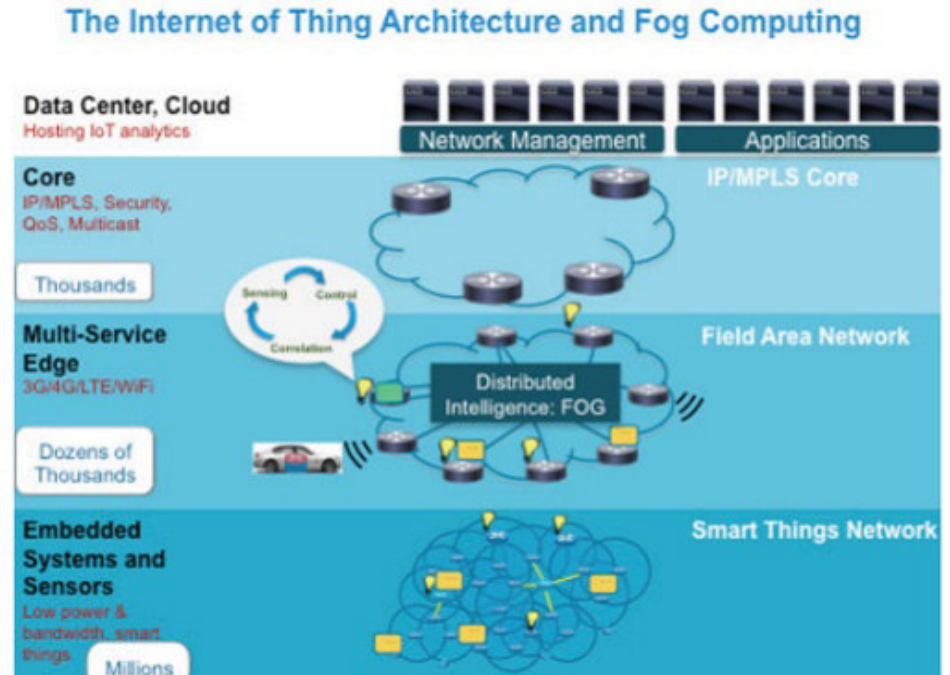 The Internet of Thing Architecture and Fog Computing
Data Center, Cloud
Hosting IoT analytics
Network Management
Applications
Core
IP/MPLS, Security,
QoS, Multicast
IP/MPLS Core
Thousands
Sensing
Control
Correlation
Multi-Service
Edge
3G/4G/LTE/WiFi
Field Area Network
Distributed
Intelligence: FOG
Dozens of
Thousands
Embedded
Systems and
Sensors
Low power &
bandwidth, smart
things
Smart Things Network
Millions